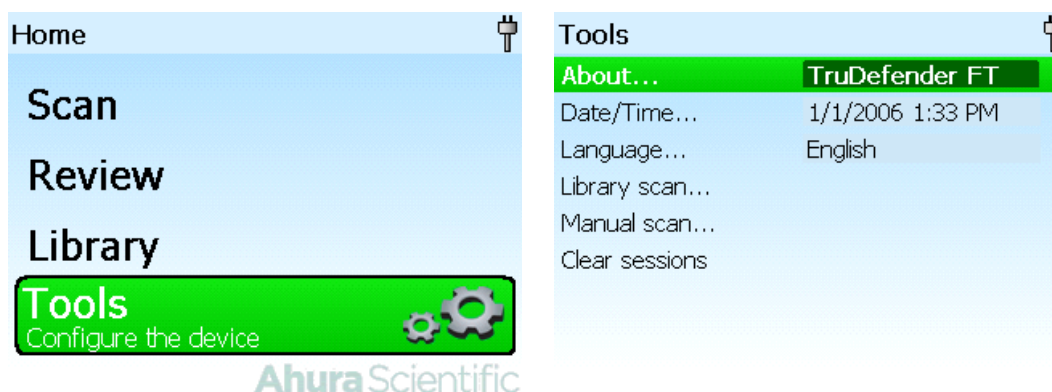 Home
Scan
Review
Library
Tools
Configure the device
Ahura Scientific
Tools
About... TruDefender FT
Date/Time... 1/1/2006 1:33 PM
Language... English
Library scan...
Manual scan...
Clear sessions